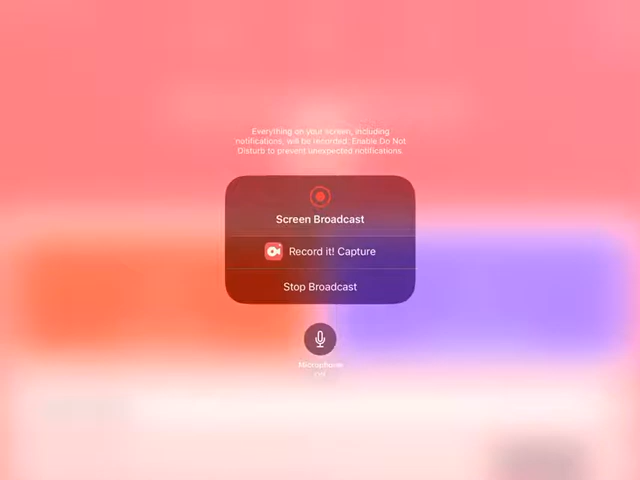 Everything on your screen, including
notifications, will be recorded. Enable Do Not
Disturb to prevent unexpected notifications.
Screen Broadcast
Record it! Capture
Stop Broadcast
Microphone